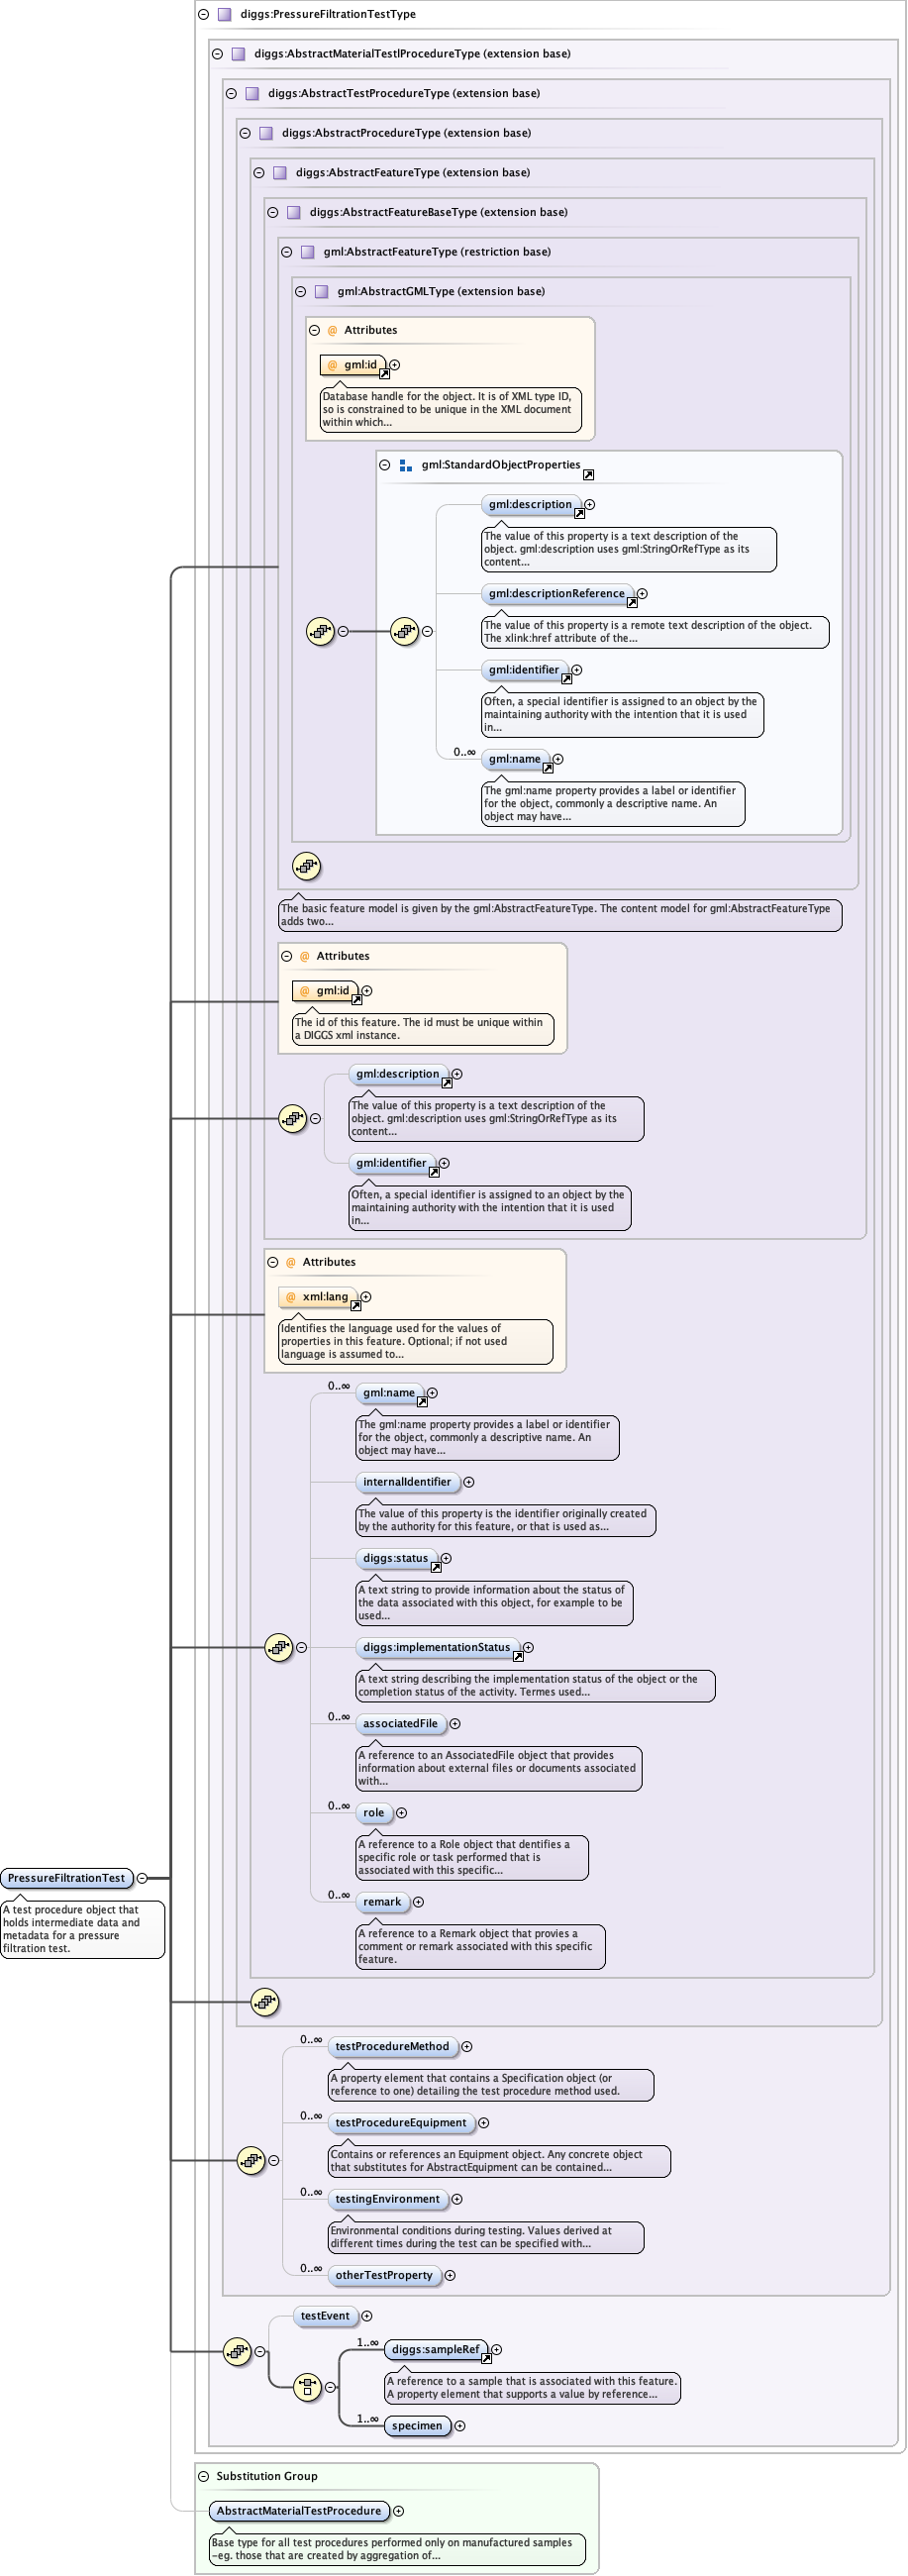 diggs:PressureFiltrationTestType
diggs:AbstractMaterialTestlProcedureType (extension base)
diggs:AbstractTestProcedureType (extension base)
diggs:AbstractProcedureType (extension base)
diggs:AbstractFeatureType (extension base)
diggs:AbstractFeatureBaseType (extension base)
gml:AbstractFeatureType (restriction base)
gml:AbstractGMLType (extension base)
@ Attributes
@ gml:id
Database handle for the object. It is of XML type ID,
so is constrained to be unique in the XML document
within which...
gml:StandardObjectProperties
gml:description
The value of this property is a text description of the
object. gml:description uses gml:StringOrRefType as its
content...
gml:descriptionReference
The value of this property is a remote text description of the object.
The xlink:href attribute of the...
gml:identifier
Often, a special identifier is assigned to an object by the
maintaining authority with the intention that it is used
in...
0..∞
gml:name
The gml:name property provides a label or identifier
for the object, commonly a descriptive name. An
object may have...
The basic feature model is given by the gml:AbstractFeatureType. The content model for gml:AbstractFeatureType
adds two...
@ Attributes
@ gml:id
The id of this feature. The id must be unique within
a DIGGS xml instance.
gml:description
The value of this property is a text description of the
object. gml:description uses gml:StringOrRefType as its
content...
gml:identifier
Often, a special identifier is assigned to an object by the
maintaining authority with the intention that it is used
in...
@ Attributes
@ xml:lang
Identifies the language used for the values of
properties in this feature. Optional; if not used
language is assumed to...
0..∞
gml:name
The gml:name property provides a label or identifier
for the object, commonly a descriptive name. An
object may have...
internalIdentifier
The value of this property is the identifier originally created
by the authority for this feature, or that is used as...
diggs:status
A text string to provide information about the status of
the data associated with this object, for example to be
used...
diggs:implementationStatus
A text string describing the implementation status of the object or the
completion status of the activity. Termes used...
0..∞
associatedFile
A reference to an AssociatedFile object that provides
information about external files or documents associated
with...
0..∞
role
A reference to a Role object that dentifies a
specific role or task performed that is
associated with this specific...
0..∞
remark
A reference to a Remark object that provies a
comment or remark associated with this specific
feature.
PressureFiltrationTest
A test procedure object that
holds intermediate data and
metadata for a pressure
filtration test.
0..∞
testProcedureMethod
A property element that contains a Specification object (or
reference to one) detailing the test procedure method used.
0..∞
testProcedureEquipment
Contains or references an Equipment object. Any concrete object
that substitutes for AbstractEquipment can be contained...
0..∞
testingEnvironment
Environmental conditions during testing. Values derived at
different times during the test can be specified with...
0..∞
otherTestProperty
testEvent
1..∞
diggs:sampleRef
A reference to a sample that is associated with this feature.
A property element that supports a value by reference...
1..∞
specimen
Substitution Group
AbstractMaterialTestProcedure
Base type for all test procedures performed only on manufactured samples
-eg. those that are created by aggregation of...